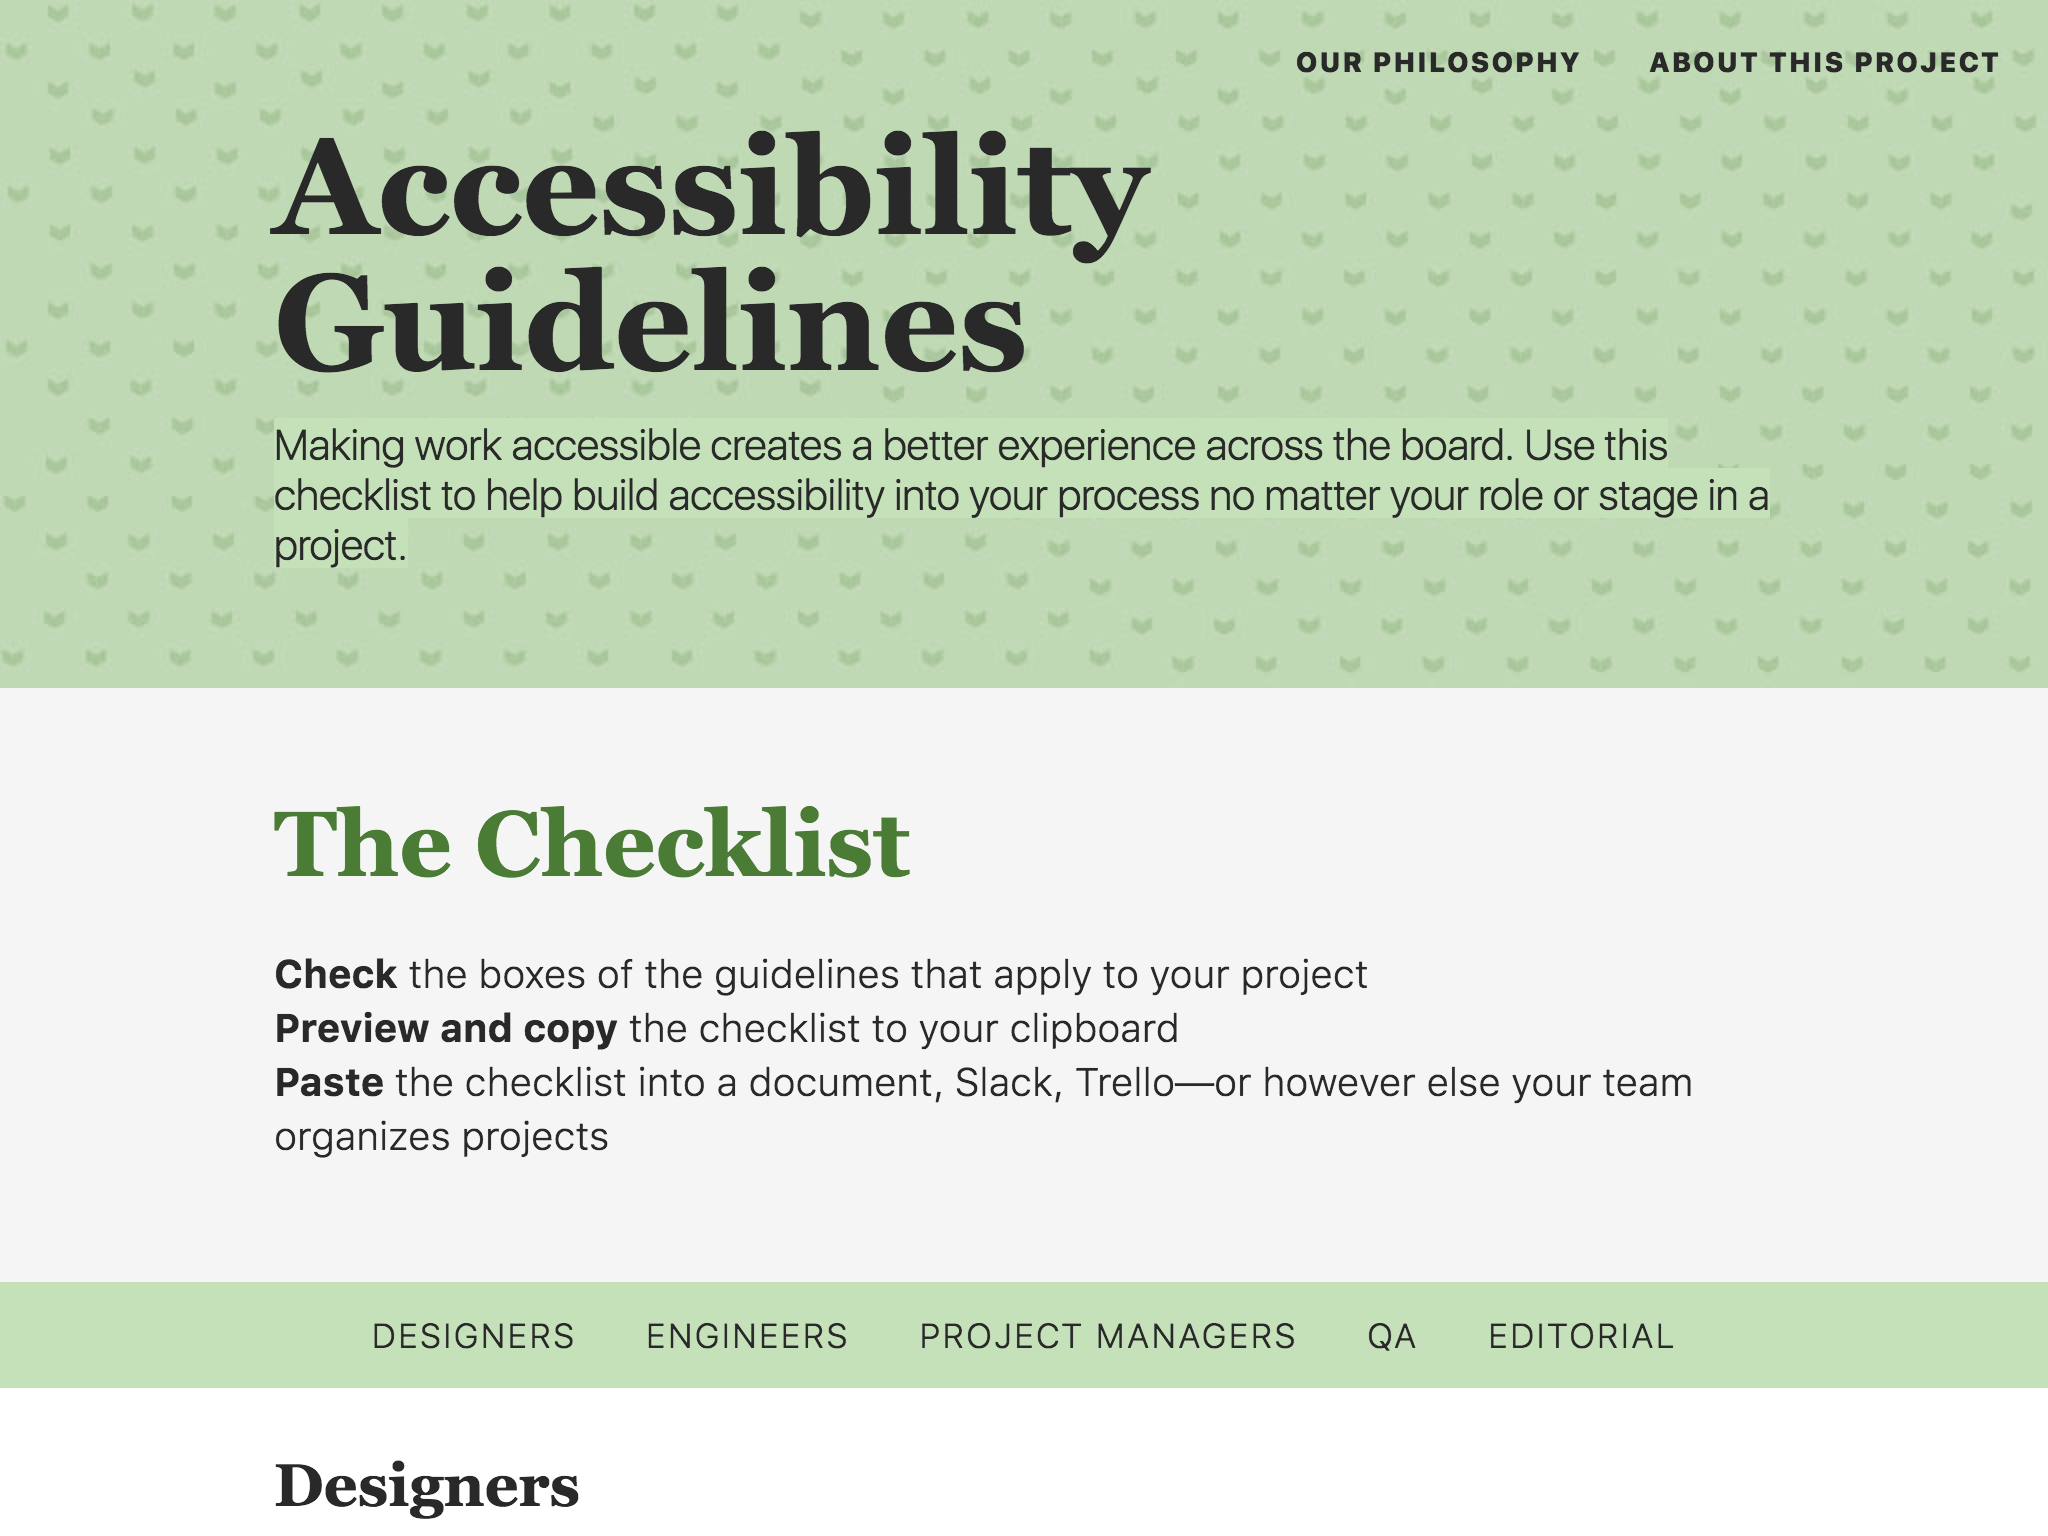 OUR PHILOSOPHY ABOUT THIS PROJECT
Accessibility
Guidelines
Making work accessible creates a better experience across the board. Use this
checklist to help build accessibility into your process no matter your role or stage in a
project.
The Checklist
Check the boxes of the guidelines that apply to your project
Preview and copy the checklist to your clipboard
Paste the checklist into a document, Slack, Trello—or however else your team
organizes projects
DESIGNERS ENGINEERS PROJECT MANAGERS QA EDITORIAL
Designers